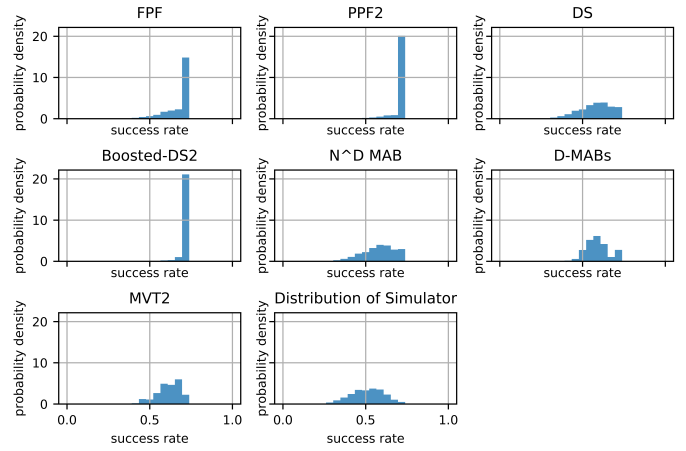 FPF
PPF2
DS
probability density
20
10
0
success rate
probability density
success rate
probability density
success rate
Boosted-DS2
N^D MAB
D-MABs
probability density
20
10
0
success rate
probability density
success rate
probability density
success rate
MVT2
Distribution of Simulator
probability density
20
10
0
0.0 0.5 1.0
success rate
probability density
0.0 0.5 1.0
success rate